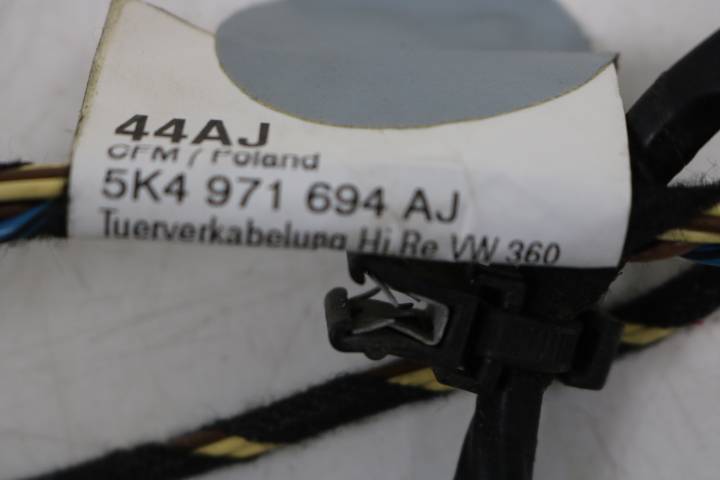 44AJ
CFM / Poland
5K4 971 694 AJ
Tuerverkabelung Hi Re VW 360